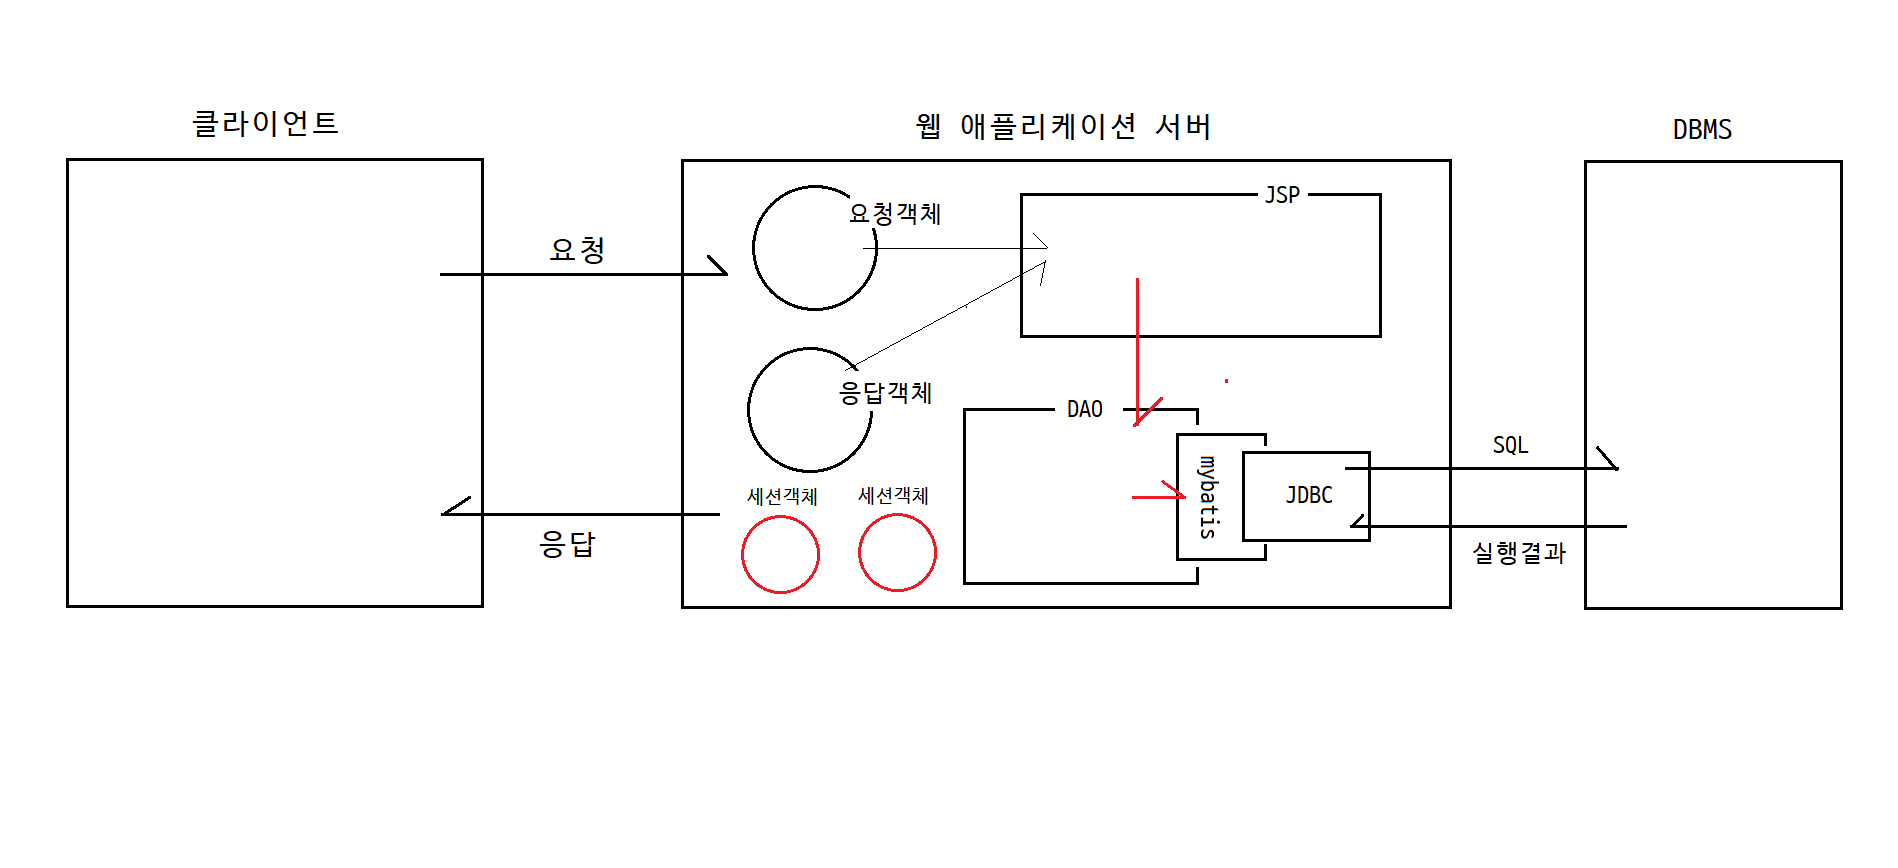 클라이언트
웹 애플리케이션 서버
DBMS
요청
요청객체
JSP
응답객체
DAO
mybatis
JDBC
SQL
실행결과
세션객체
세션객체
응답